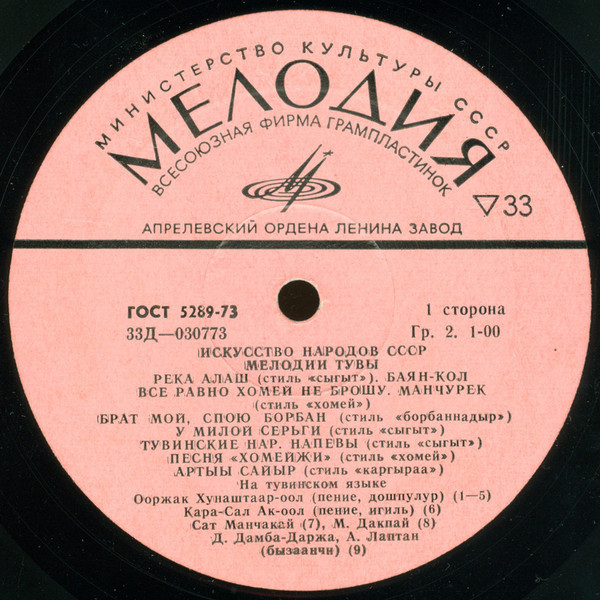 МИНИСТЕРСТВО КУЛЬТУРЫ СССР
МЕЛОДИЯ
ВСЕСОЮЗНАЯ ФИРМА ГРАМПЛАСТИНОК
▽33
АПРЕЛЕВСКИЙ ОРДЕНА ЛЕНИНА ЗАВОД
ГОСТ 5289-73 1 сторона
33Д—030773 Гр. 2. 1-00
ИСКУССТВО НАРОДОВ СССР
МЕЛОДИИ ТУВЫ
РЕКА АЛАШ (стиль «сыгыт»). БАЯН-КОЛ
ВСЕ РАВНО ХОМЕЙ НЕ БРОШУ. МАНЧУРЕК
(стиль «хомей»)
БРАТ МОЙ, СПОЮ БОРБАН (стиль «борбаннадыр»)
У МИЛОЙ СЕРЬГИ (стиль «сыгыт»)
ТУВИНСКИЕ НАР. НАПЕВЫ (стиль «сыгыт»)
ПЕСНЯ «ХОМЕЙЖИ» (стиль «хомей»)
АРТЫЫ САЙЫР (стиль «каргыраа»)
На тувинском языке
Ооржак Хунаштаар-оол (пение, дошпулур) (1—5)
Кара-Сал Ак-оол (пение, игиль) (6)
Сат Манчакай (7), М. Дакпай (8)
Д. Дамба-Даржа, А. Лаптан
(бызаанчи) (9)